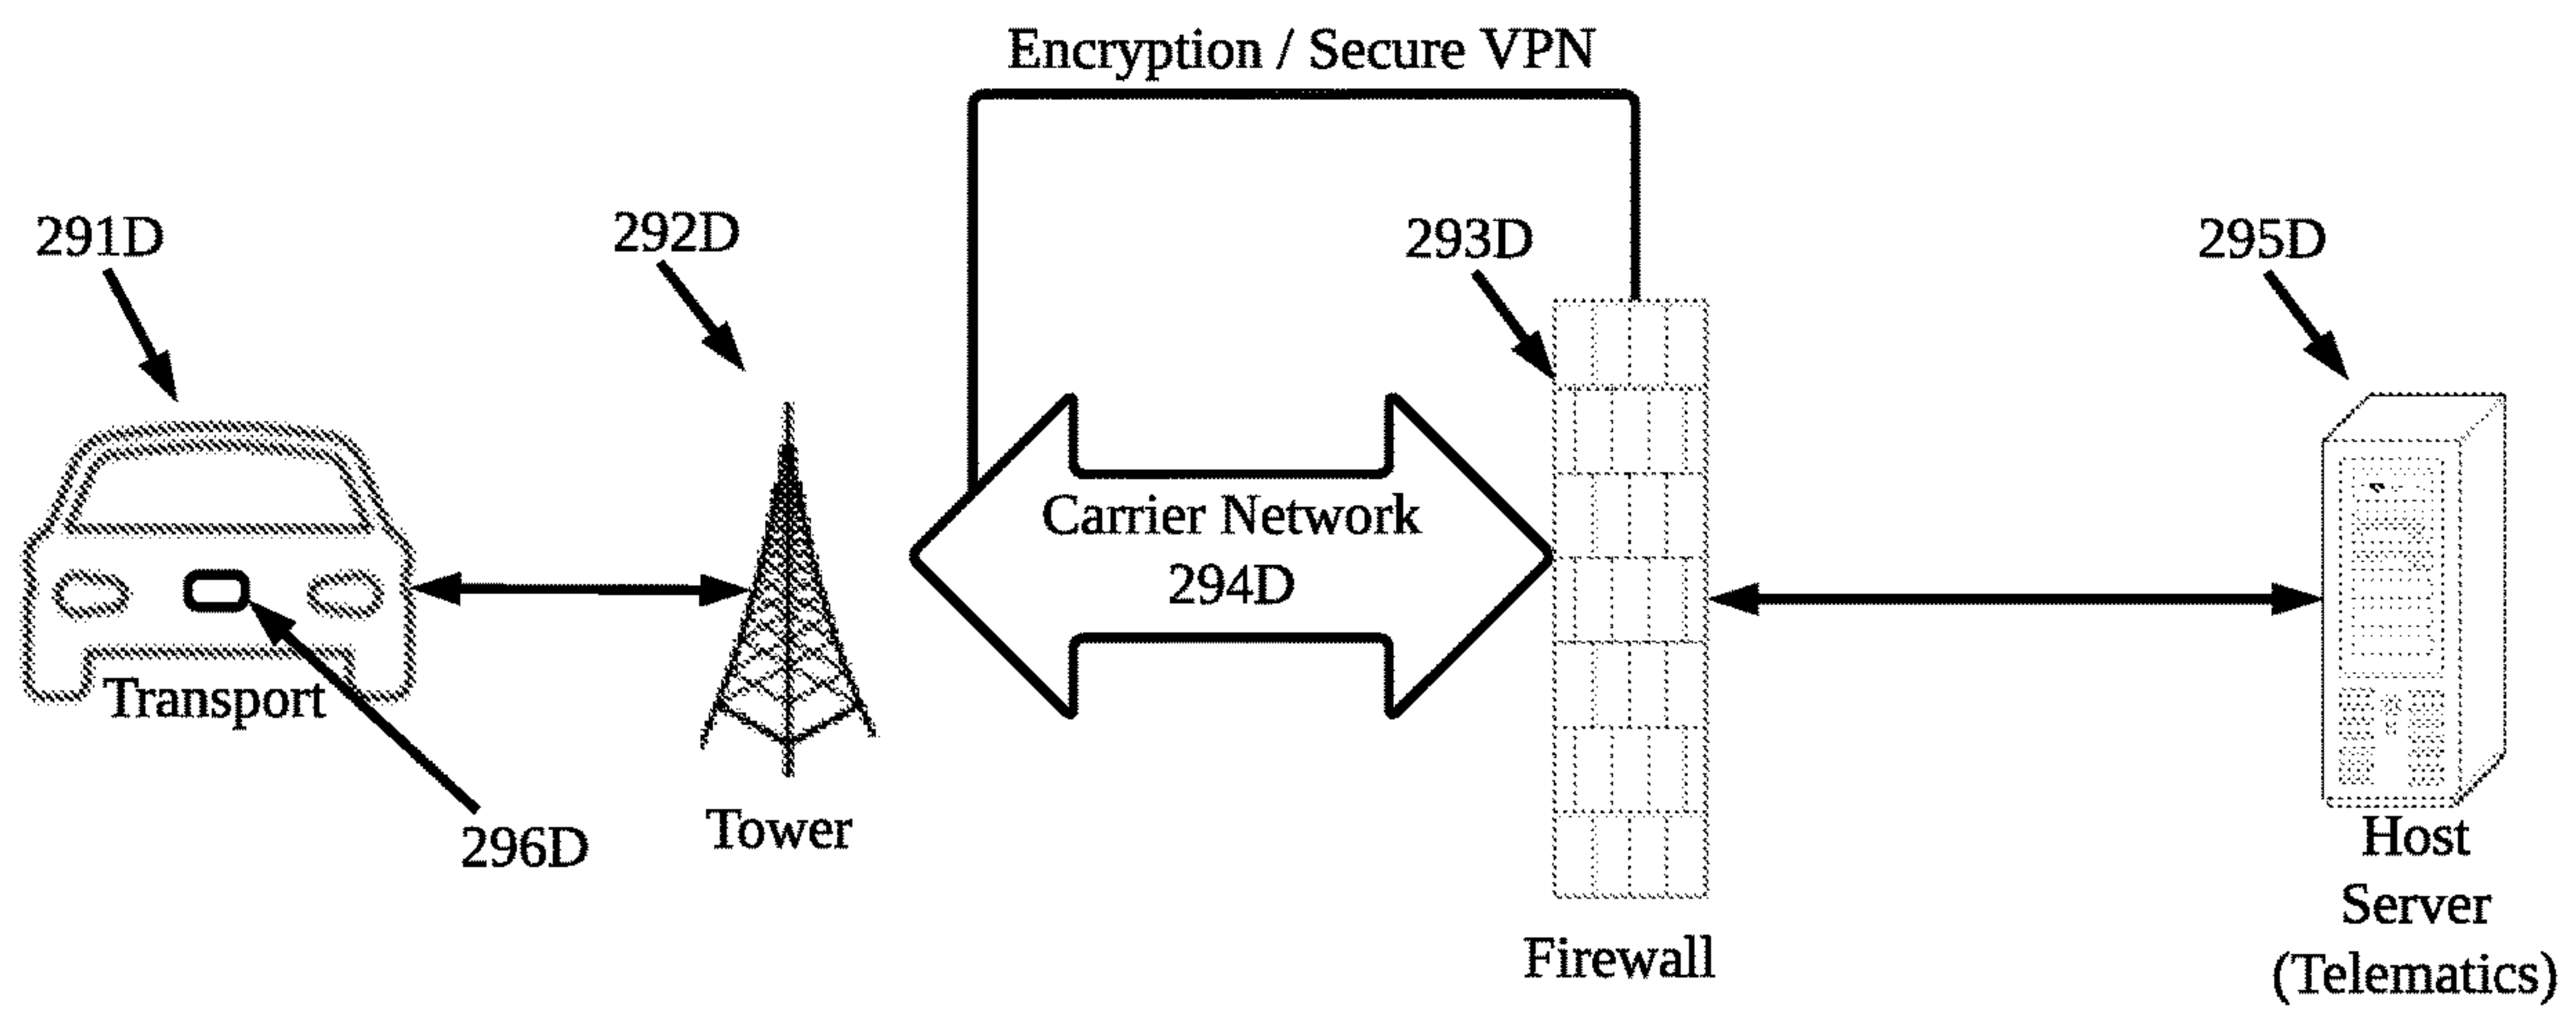 Encryption / Secure VPN
291D
292D
293D
295D
Carrier Network
294D
Transport
296D
Tower
Firewall
Host
Server
(Telematics)